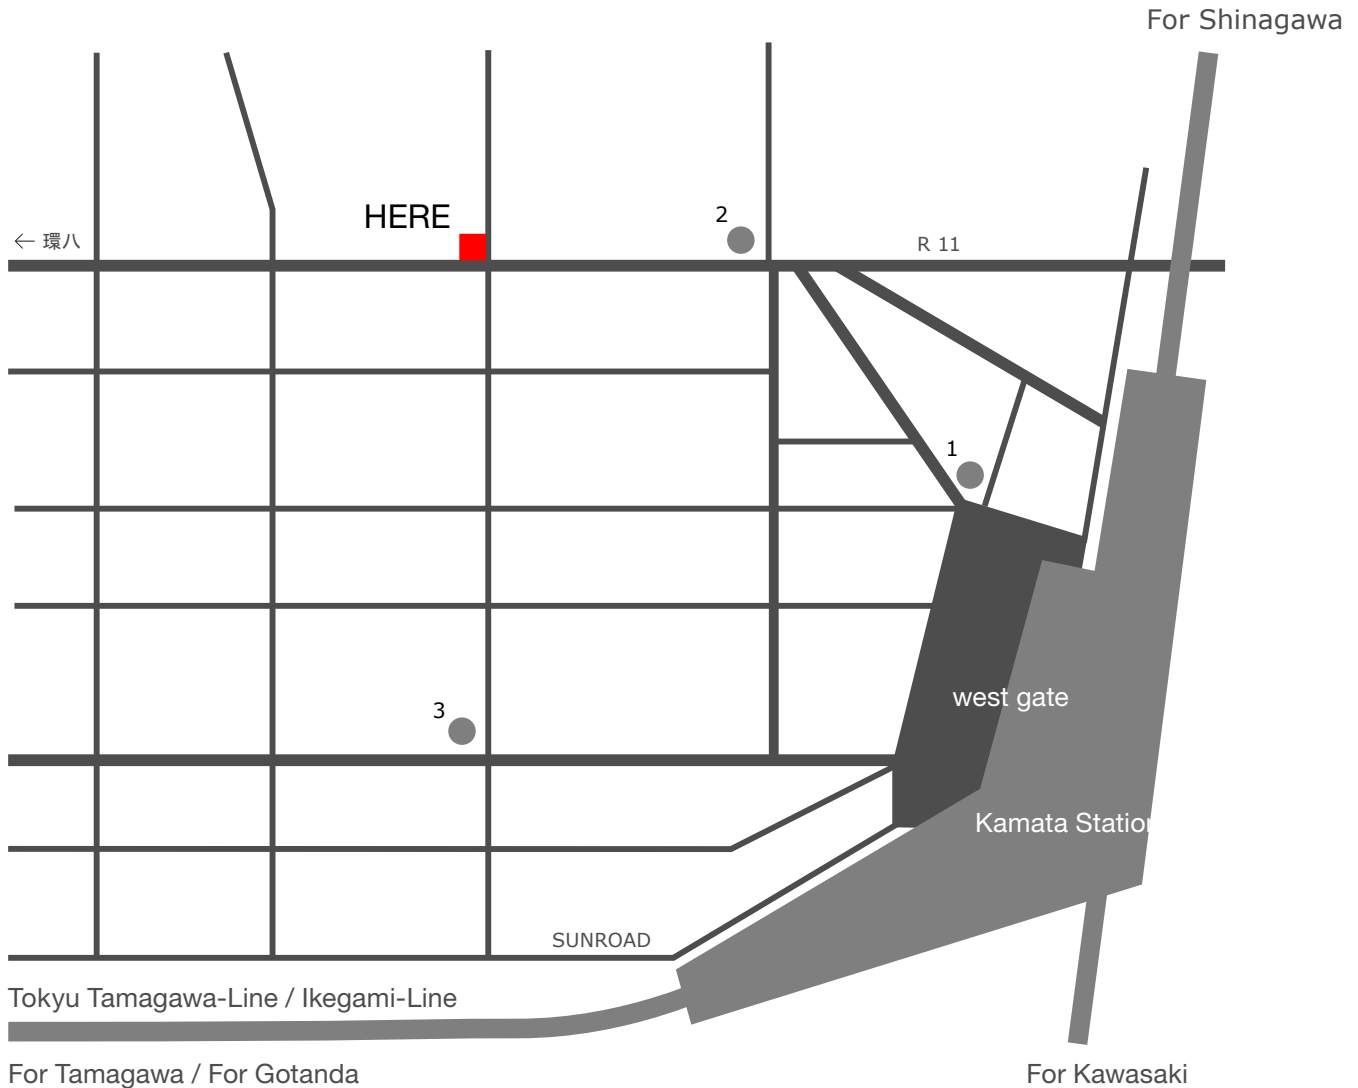 For Shinagawa
HERE
2
← 環八
R 11
1
west gate
3
Kamata Station
SUNROAD
Tokyu Tamagawa-Line / Ikegami-Line
For Tamagawa / For Gotanda
For Kawasaki